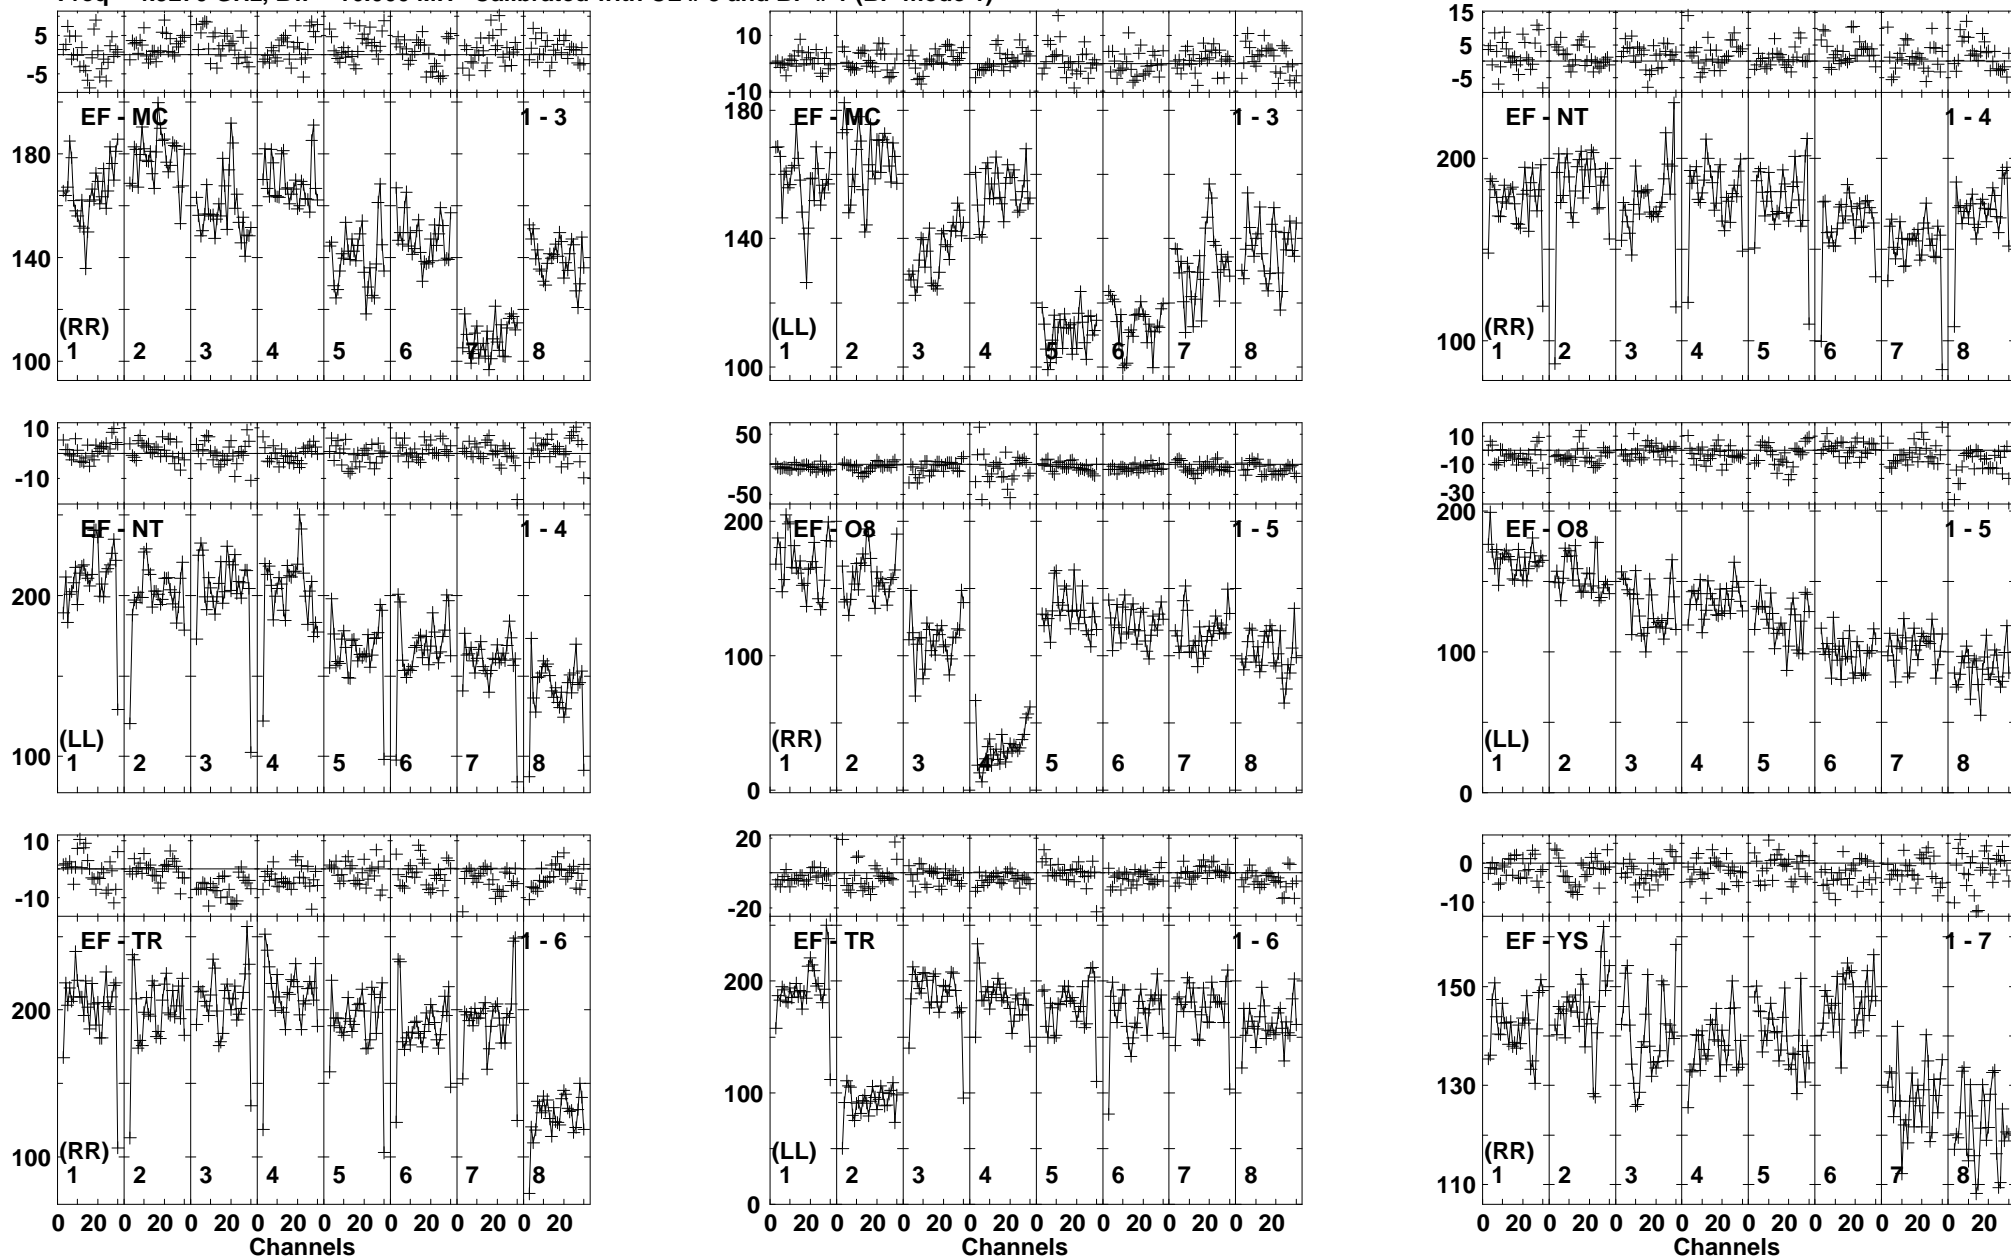 5 -5 10 -10 15 5 -5
EF - MC 1 - 3 EF - MC 1 - 3 EF - NT 1 - 4
180 140 100 180 140 100 200 100
(RR) (LL) (RR)
1 2 3 4 5 6 7 8 1 2 3 4 5 6 7 8 1 2 3 4 5 6 7 8
10 -10 50 -50 10 -10 -30
EF - NT 1 - 4 EF - O8 1 - 5 EF - O8 1 - 5
200 100 200 100 0 200 100 0
(LL) (RR) (LL)
1 2 3 4 5 6 7 8 1 2 3 4 5 6 7 8 1 2 3 4 5 6 7 8
10 -10 20 -20 0 -10
EF - TR 1 - 6 EF - TR 1 - 6 EF - YS 1 - 7
200 100 200 100 0 150 130 110
(RR) (LL) (RR)
1 2 3 4 5 6 7 8 1 2 3 4 5 6 7 8 1 2 3 4 5 6 7 8
0 20 0 20 0 20 0 20 0 20 0 20 0 20 0 20 0 20 0 20 0 20 0 20 0 20 0 20 0 20 0 20 0 20 0 20 0 20 0 20 0 20 0 20 0 20 0 20
Channels Channels Channels